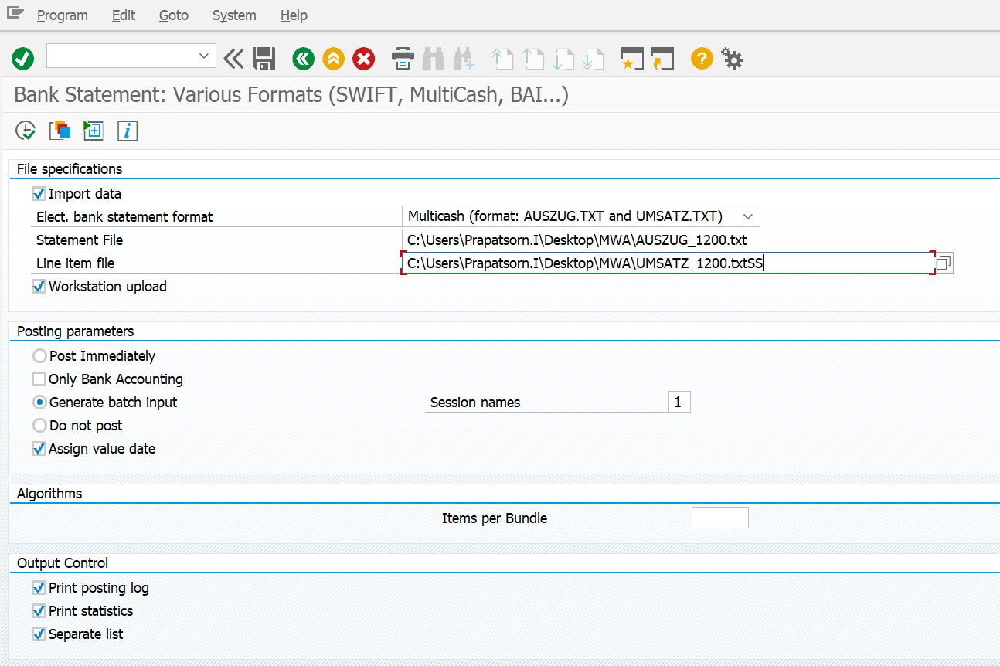 Program Edit Goto System Help
Bank Statement: Various Formats (SWIFT, MultiCash, BAI...)
File specifications
Import data
Elect. bank statement format Multicash (format: AUSZUG.TXT and UMSATZ.TXT)
Statement File C:\Users\Prapatsorn.I\Desktop\MWA\AUSZUG_1200.txt
Line item file C:\Users\Prapatsorn.I\Desktop\MWA\UMSATZ_1200.txtSS
Workstation upload
Posting parameters
Post Immediately
Only Bank Accounting
Generate batch input Session names 1
Do not post
Assign value date
Algorithms
Items per Bundle
Output Control
Print posting log
Print statistics
Separate list